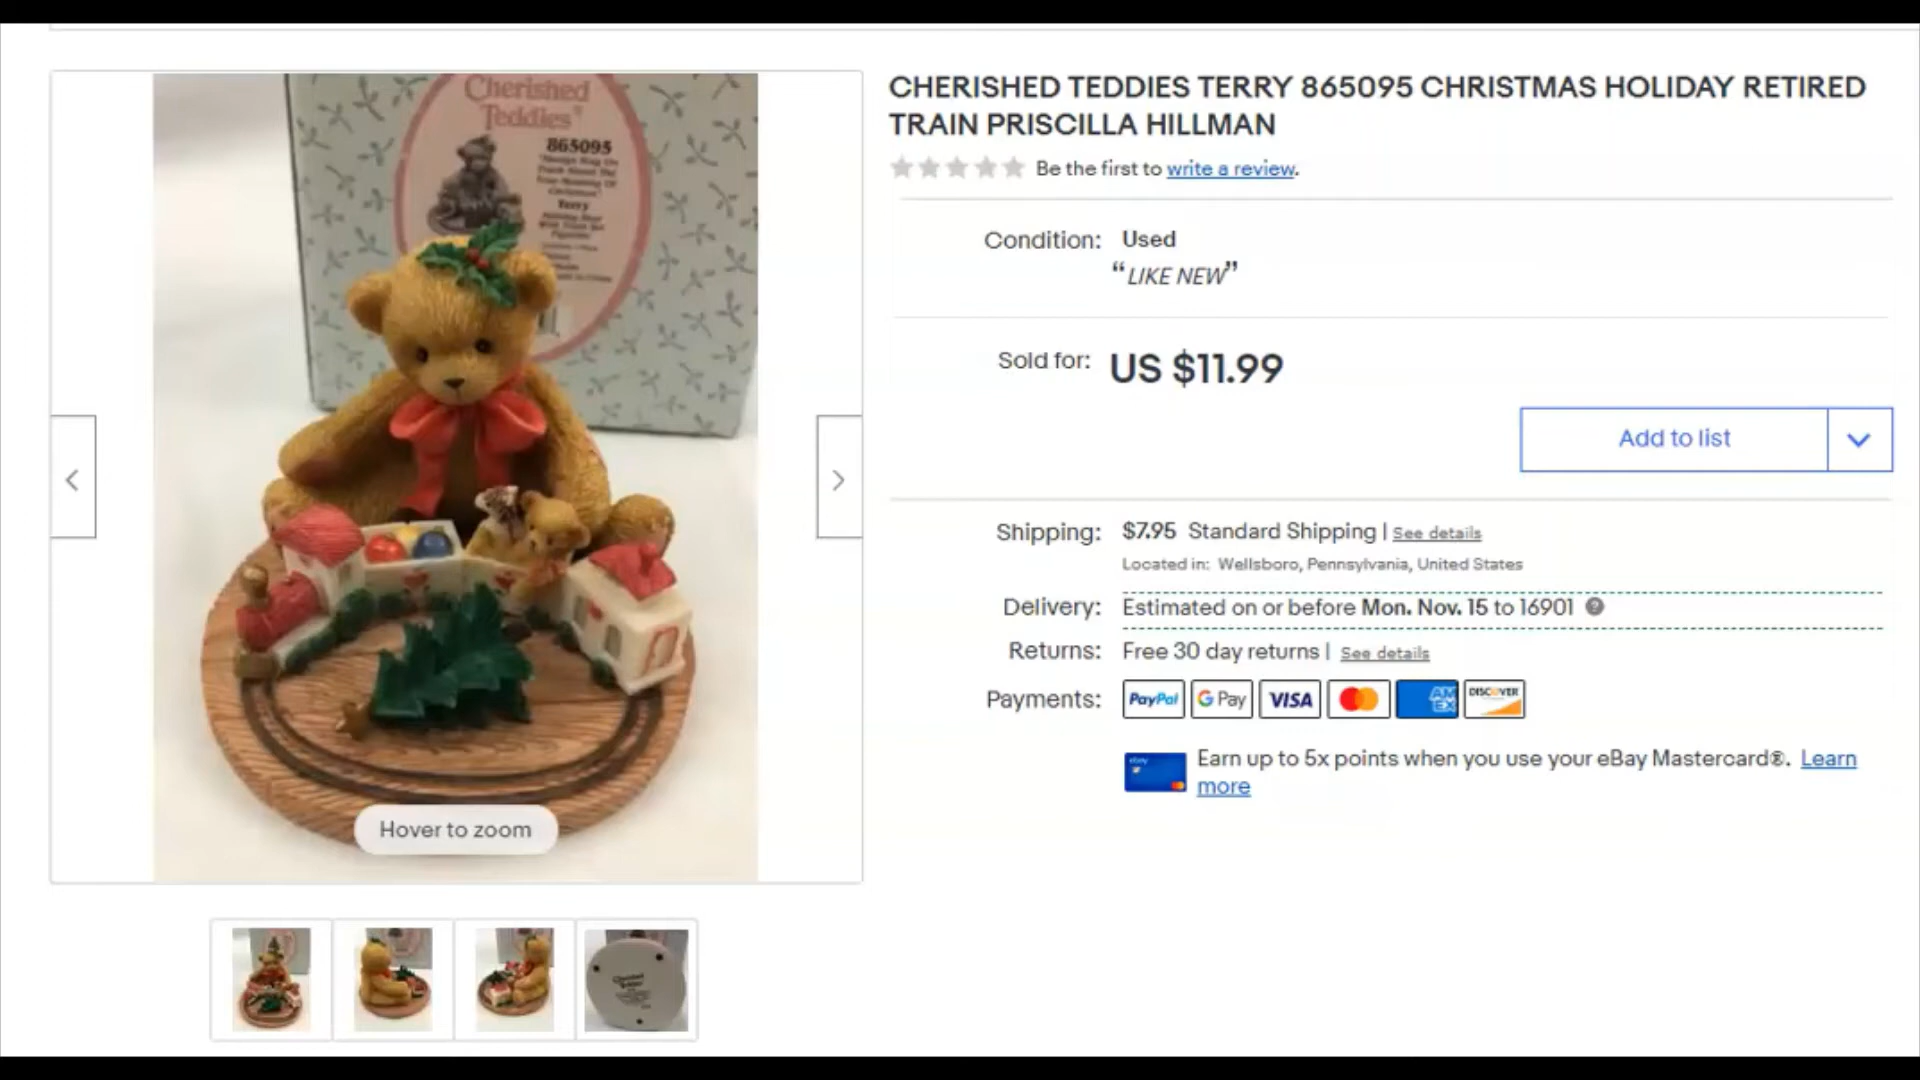 Cherished
Teddies®
865095
Terry
CHERISHED TEDDIES TERRY 865095 CHRISTMAS HOLIDAY RETIRED
TRAIN PRISCILLA HILLMAN
Be the first to write a review.
Condition: Used
“LIKE NEW”
Sold for: US $11.99
Add to list
Shipping: $7.95 Standard Shipping | See details
Located in: Wellsboro, Pennsylvania, United States
Delivery: Estimated on or before Mon. Nov. 15 to 16901
Returns: Free 30 day returns | See details
Payments: PayPal G Pay VISA AM EX DISCOVER
Earn up to 5x points when you use your eBay Mastercard®. Learn
more
Hover to zoom